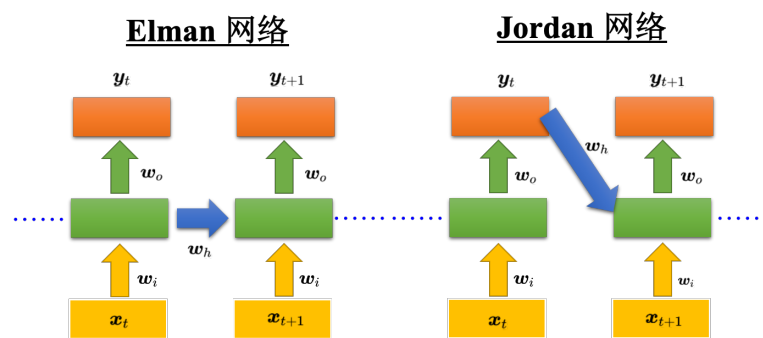 Elman 网络 Jordan 网络
y_t y_{t+1} y_t y_{t+1}
w_o w_o w_o w_o
w_h w_h
w_i w_i w_i w_i
x_t x_{t+1} x_t x_{t+1}